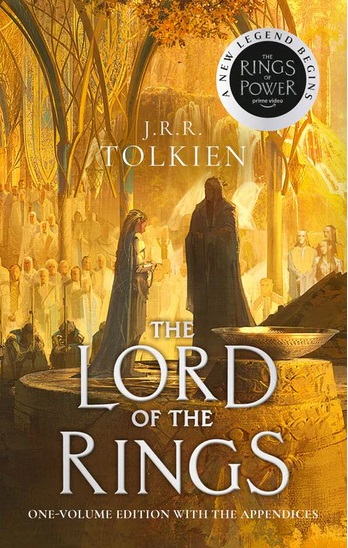 A NEW LEGEND BEGINS
THE
RINGS
OF
POWER
prime video
J.R.R.
TOLKIEN
THE
LORD
OF THE
RINGS
ONE-VOLUME EDITION WITH THE APPENDICES